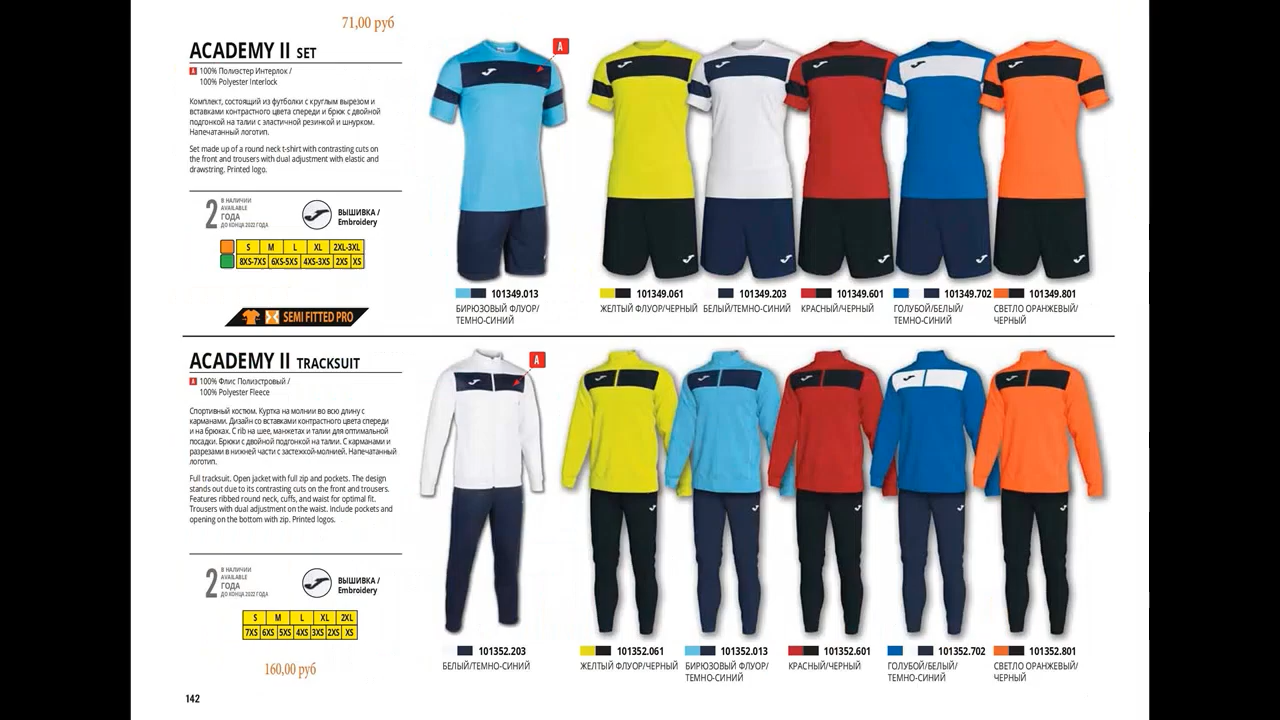 71,00 руб
ACADEMY II SET
A 100% Полиэстер Интерлок /
100% Polyester Interlock
Комплект, состоящий из футболки с круглым вырезом и
вставками контрастного цвета спереди и брюк с двойной
подгонкой на талии с эластичной резинкой и шнурком.
Напечатанный логотип.
Set made up of a round neck t-shirt with contrasting cuts on
the front and trousers with dual adjustment with elastic and
drawstring. Printed logo.
2 В НАЛИЧИИ
AVAILABLE
ГОДА
ДО КОНЦА 2022 ГОДА
ВЫШИВКА /
Embroidery
S M L XL 2XL-3XL
8XS-7XS 6XS-5XS 4XS-3XS 2XS XS
SEMI FITTED PRO
A
101349.013
БИРЮЗОВЫЙ ФЛУОР/
ТЕМНО-СИНИЙ
101349.061
ЖЕЛТЫЙ ФЛУОР/ЧЕРНЫЙ
101349.203
БЕЛЫЙ/ТЕМНО-СИНИЙ
101349.601
КРАСНЫЙ/ЧЕРНЫЙ
101349.702
ГОЛУБОЙ/БЕЛЫЙ/
ТЕМНО-СИНИЙ
101349.801
СВЕТЛО ОРАНЖЕВЫЙ/
ЧЕРНЫЙ
ACADEMY II TRACKSUIT
A 100% Флис Полиэстровый /
100% Polyester Fleece
Спортивный костюм. Куртка на молнии во всю длину с
карманами. Дизайн со вставками контрастного цвета спереди
и на брюках. С rib на шее, манжетах и талии для оптимальной
посадки. Брюки с двойной подгонкой на талии. С карманами и
разрезами в нижней части с застежкой-молнией. Напечатанный
логотип.
Full tracksuit. Open jacket with full zip and pockets. The design
stands out due to its contrasting cuts on the front and trousers.
Features ribbed round neck, cuffs, and waist for optimal fit.
Trousers with dual adjustment on the waist. Include pockets and
opening on the bottom with zip. Printed logos.
2 В НАЛИЧИИ
AVAILABLE
ГОДА
ДО КОНЦА 2022 ГОДА
ВЫШИВКА /
Embroidery
S M L XL 2XL
7XS 6XS 5XS 4XS 3XS 2XS XS
160,00 руб
A
101352.203
БЕЛЫЙ/ТЕМНО-СИНИЙ
101352.061
ЖЕЛТЫЙ ФЛУОР/ЧЕРНЫЙ
101352.013
БИРЮЗОВЫЙ ФЛУОР/
ТЕМНО-СИНИЙ
101352.601
КРАСНЫЙ/ЧЕРНЫЙ
101352.702
ГОЛУБОЙ/БЕЛЫЙ/
ТЕМНО-СИНИЙ
101352.801
СВЕТЛО ОРАНЖЕВЫЙ/
ЧЕРНЫЙ
142